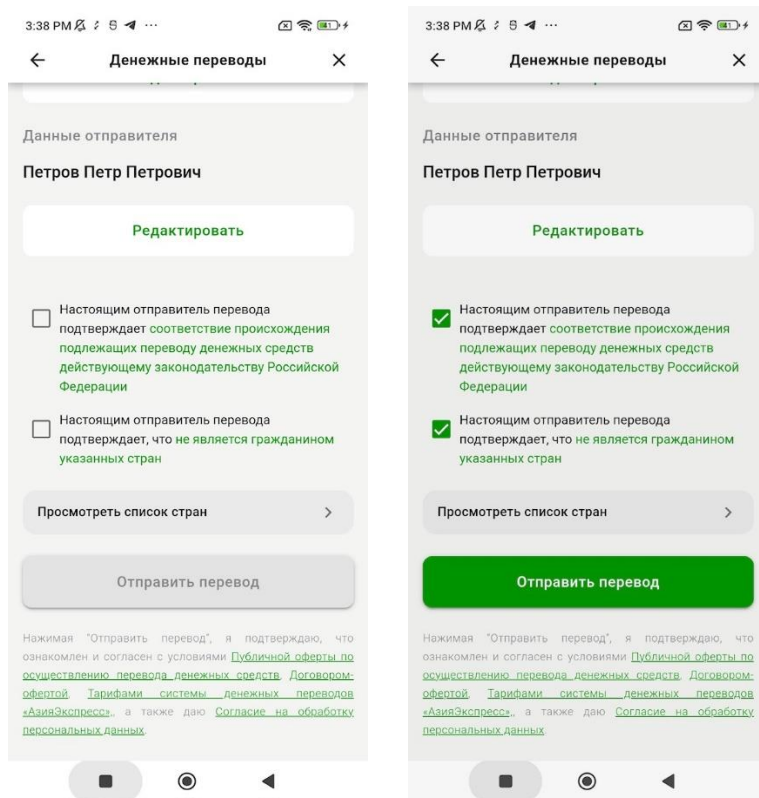 3:38 PM
Денежные переводы
Данные отправителя
Петров Петр Петрович
Редактировать
Настоящим отправитель перевода
подтверждает соответствие происхождения
подлежащих переводу денежных средств
действующему законодательству Российской
Федерации
Настоящим отправитель перевода
подтверждает, что не является гражданином
указанных стран
Просмотреть список стран
Отправить перевод
Нажимая "Отправить перевод", я подтверждаю, что
ознакомлен и согласен с условиями Публичной оферты по
осуществлению перевода денежных средств, Договором-
офертой, Тарифами системы денежных переводов
«АзияЭкспресс»,, а также даю Согласие на обработку
персональных данных.
3:38 PM
Денежные переводы
Данные отправителя
Петров Петр Петрович
Редактировать
Настоящим отправитель перевода
подтверждает соответствие происхождения
подлежащих переводу денежных средств
действующему законодательству Российской
Федерации
Настоящим отправитель перевода
подтверждает, что не является гражданином
указанных стран
Просмотреть список стран
Отправить перевод
Нажимая "Отправить перевод", я подтверждаю, что
ознакомлен и согласен с условиями Публичной оферты по
осуществлению перевода денежных средств, Договором-
офертой, Тарифами системы денежных переводов
«АзияЭкспресс»,, а также даю Согласие на обработку
персональных данных.